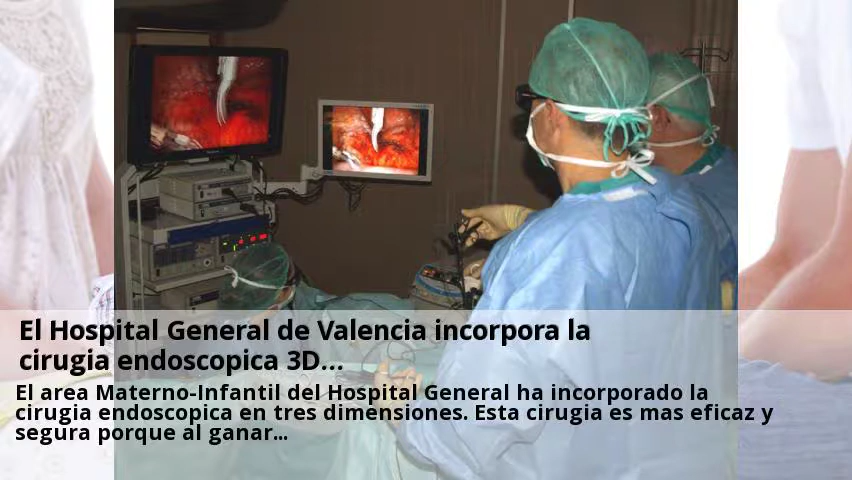 El Hospital General de Valencia incorpora la
cirugia endoscopica 3D...
El area Materno-Infantil del Hospital General ha incorporado la
cirugia endoscopica en tres dimensiones. Esta cirugia es mas eficaz y
segura porque al ganar...